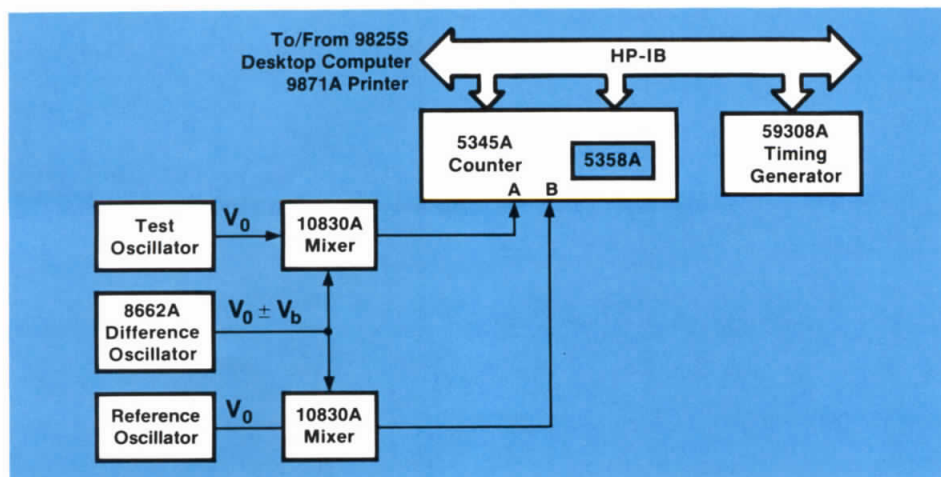 To/From 9825S
Desktop Computer
9871A Printer
HP-IB
5345A
Counter
5358A
A B
59308A
Timing
Generator
Test
Oscillator
V0
10830A
Mixer
8662A
Difference
Oscillator
V0 ± Vb
Reference
Oscillator
V0
10830A
Mixer